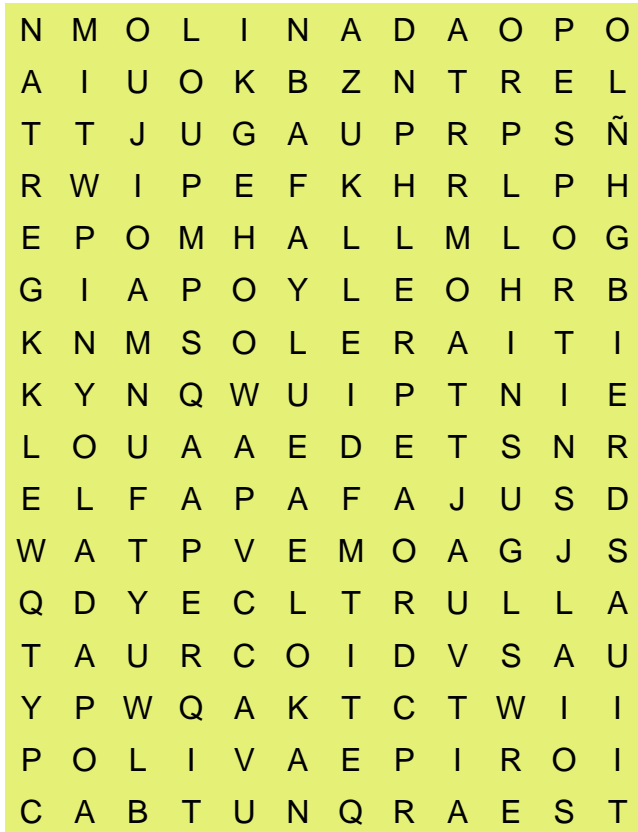 N M O L I N A D A O P O
A I U O K B Z N T R E L
T T J U G A U P R P S Ñ
R W I P E F K H R L P H
E P O M H A L L M L O G
G I A P O Y L E O H R B
K N M S O L E R A I T I
K Y N Q W U I P T N I E
L O U A A E D E T S N R
E L F A P A F A J U S D
W A T P V E M O A G J S
Q D Y E C L T R U L L A
T A U R C O I D V S A U
Y P W Q A K T C T W I I
P O L I V A E P I R O I
C A B T U N Q R A E S T